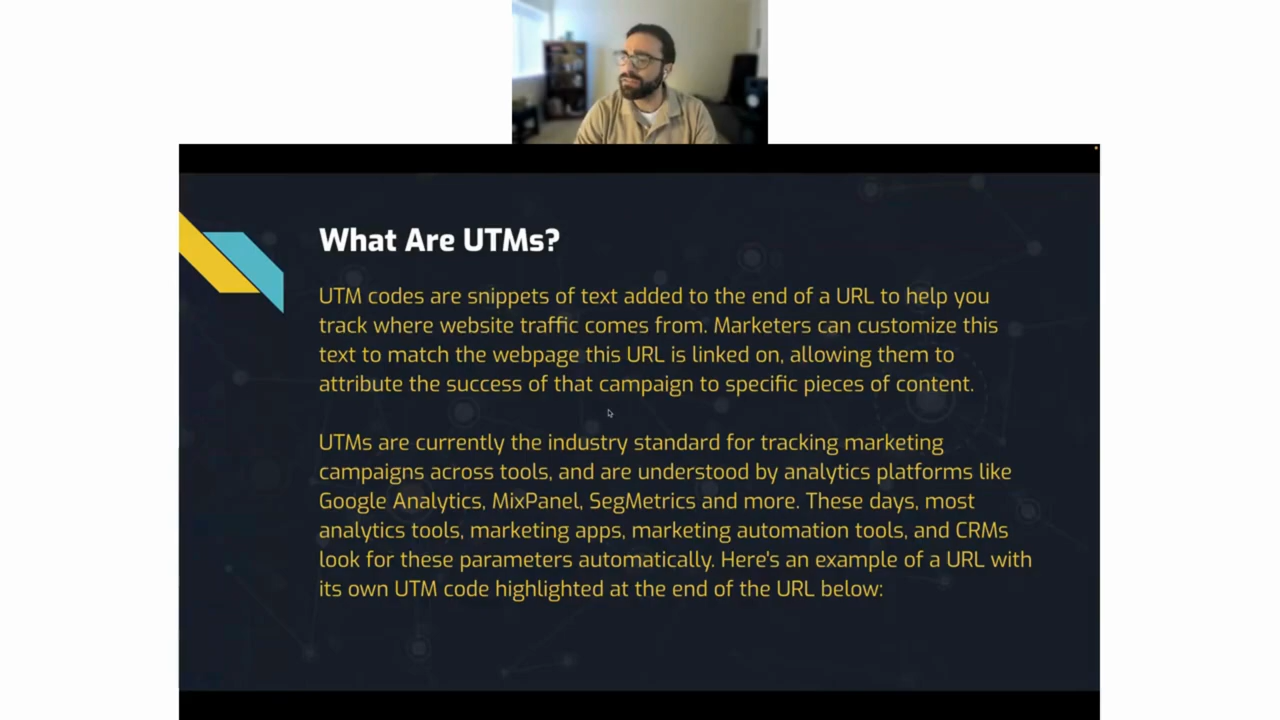 What Are UTMs?
UTM codes are snippets of text added to the end of a URL to help you
track where website traffic comes from. Marketers can customize this
text to match the webpage this URL is linked on, allowing them to
attribute the success of that campaign to specific pieces of content.
UTMs are currently the industry standard for tracking marketing
campaigns across tools, and are understood by analytics platforms like
Google Analytics, MixPanel, SegMetrics and more. These days, most
analytics tools, marketing apps, marketing automation tools, and CRMs
look for these parameters automatically. Here's an example of a URL with
its own UTM code highlighted at the end of the URL below: